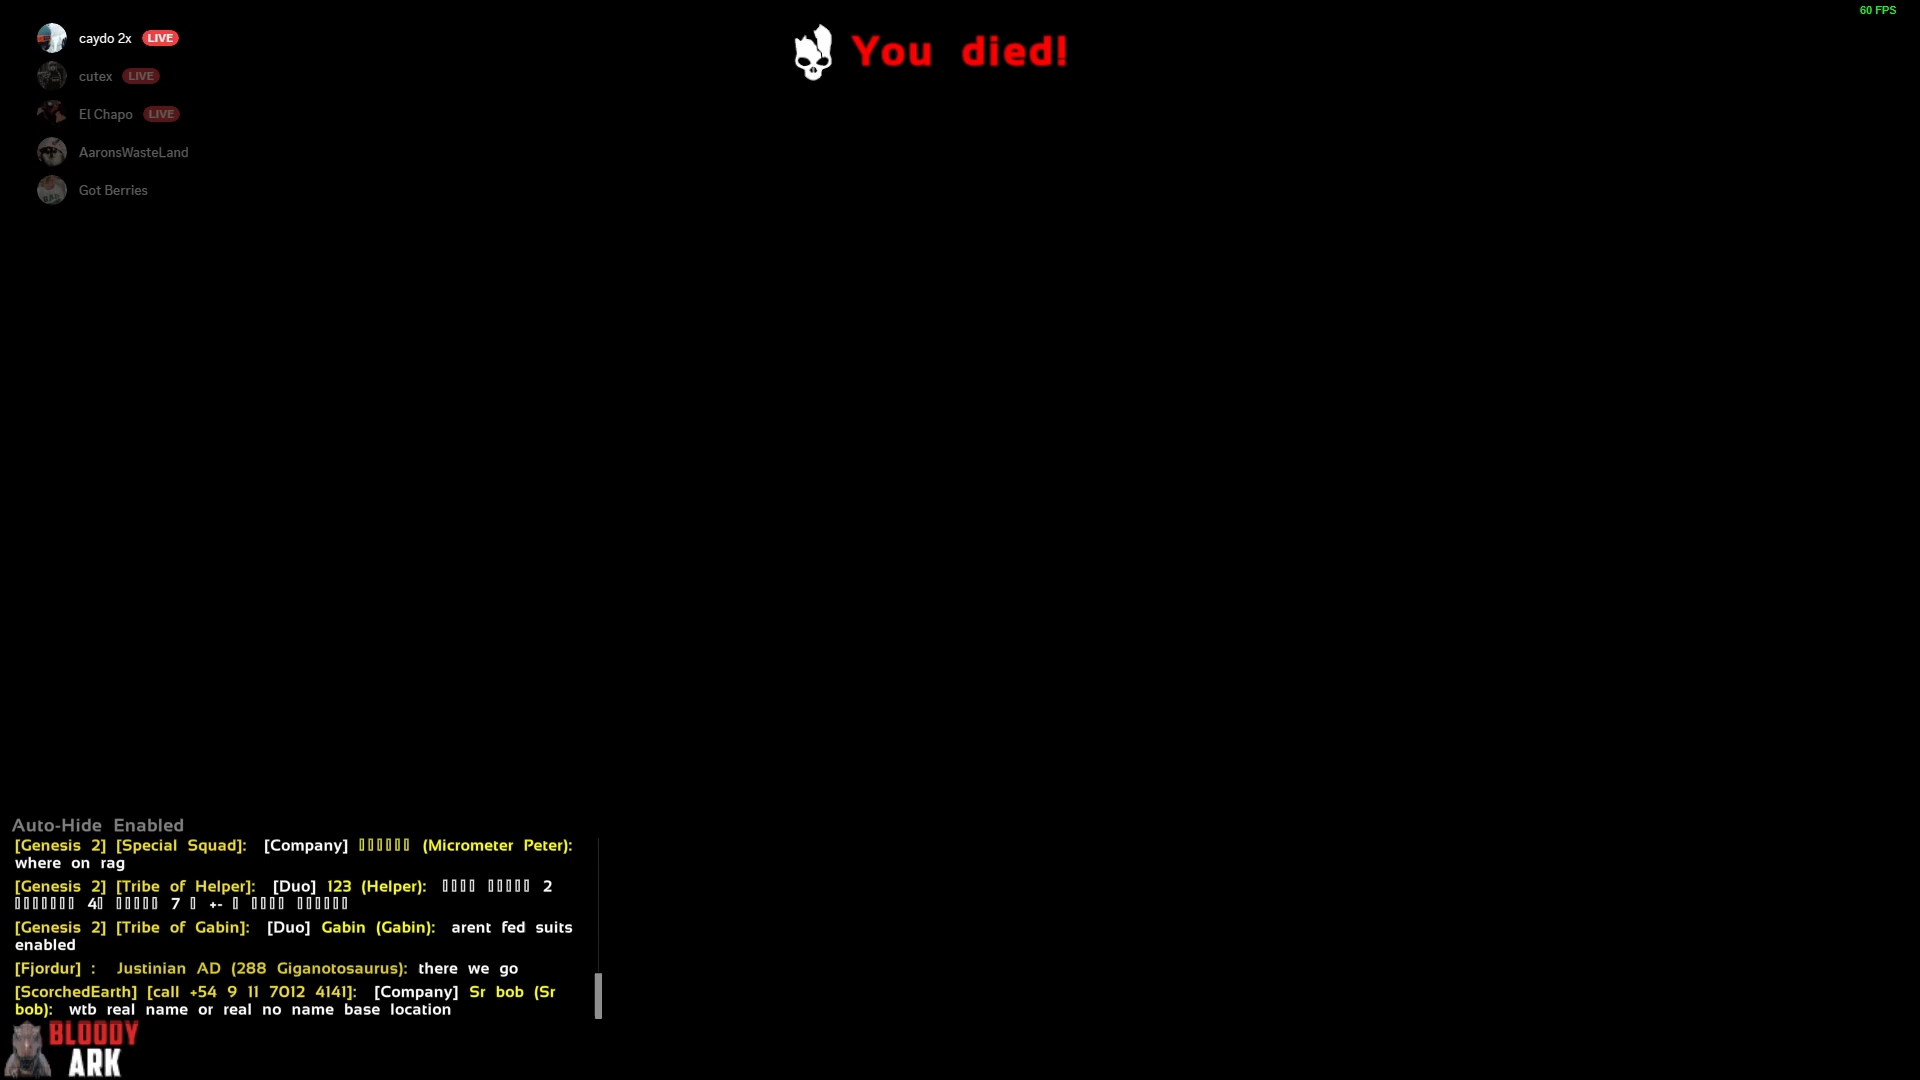 60 FPS
caydo 2x LIVE
You died!
cutex LIVE
El Chapo LIVE
AaronsWasteLand
Got Berries
Auto-Hide Enabled
[Genesis 2] [Special Squad]: [Company] ▯▯▯▯▯▯ (Micrometer Peter):
where on rag
[Genesis 2] [Tribe of Helper]: [Duo] 123 (Helper): ▯▯▯▯ ▯▯▯▯▯ 2
▯▯▯▯▯▯▯ 4▯ ▯▯▯▯▯ 7 ▯ +- ▯ ▯▯▯▯ ▯▯▯▯▯▯
[Genesis 2] [Tribe of Gabin]: [Duo] Gabin (Gabin): arent fed suits
enabled
[Fjordur] : Justinian AD (288 Giganotosaurus): there we go
[ScorchedEarth] [call +54 9 11 7012 4141]: [Company] Sr bob (Sr
bob): wtb real name or real no name base location
BLOODY
ARK